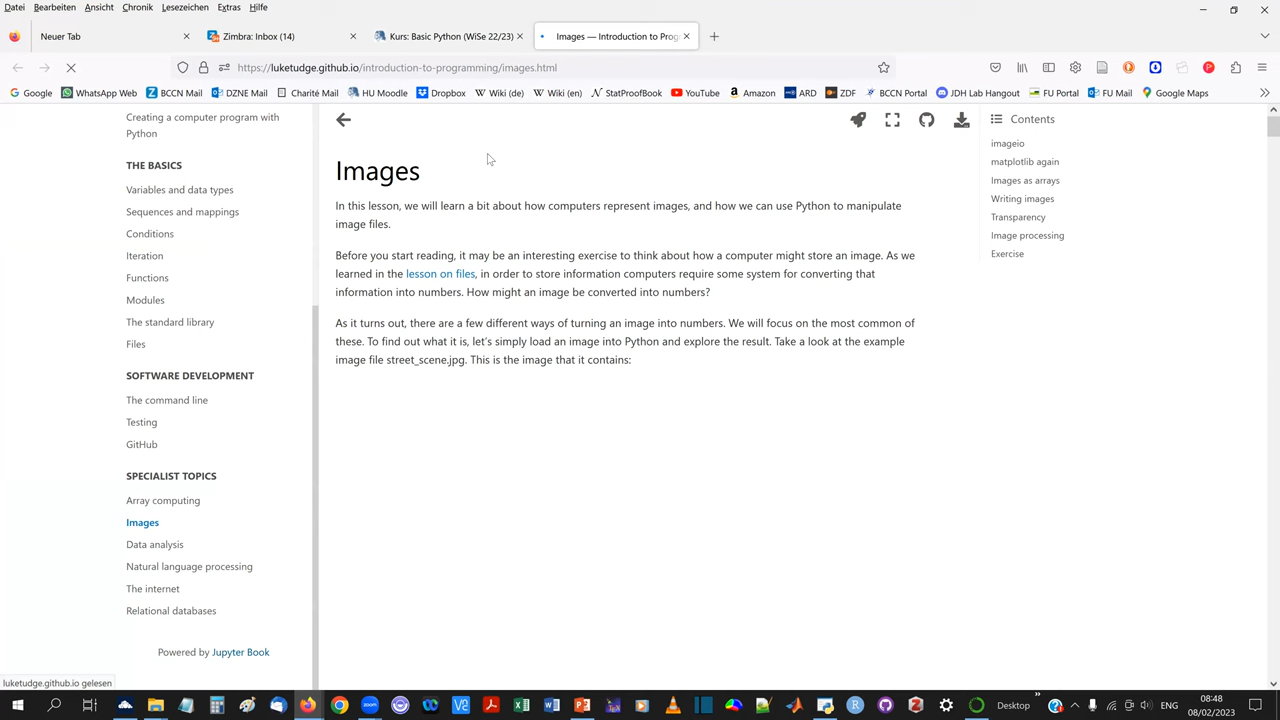 Datei Bearbeiten Ansicht Chronik Lesezeichen Extras Hilfe
Neuer Tab
Zimbra: Inbox (14)
Kurs: Basic Python (WiSe 22/23)
Images — Introduction to Prog
https://luketudge.github.io/introduction-to-programming/images.html
Google WhatsApp Web BCCN Mail DZNE Mail Charité Mail HU Moodle Dropbox Wiki (de) Wiki (en) StatProofBook YouTube Amazon ARD ZDF BCCN Portal JDH Lab Hangout FU Portal FU Mail Google Maps
Creating a computer program with
Python
THE BASICS
Variables and data types
Sequences and mappings
Conditions
Iteration
Functions
Modules
The standard library
Files
SOFTWARE DEVELOPMENT
The command line
Testing
GitHub
SPECIALIST TOPICS
Array computing
Images
Data analysis
Natural language processing
The internet
Relational databases
Powered by Jupyter Book
Images
In this lesson, we will learn a bit about how computers represent images, and how we can use Python to manipulate
image files.
Before you start reading, it may be an interesting exercise to think about how a computer might store an image. As we
learned in the lesson on files, in order to store information computers require some system for converting that
information into numbers. How might an image be converted into numbers?
As it turns out, there are a few different ways of turning an image into numbers. We will focus on the most common of
these. To find out what it is, let's simply load an image into Python and explore the result. Take a look at the example
image file street_scene.jpg. This is the image that it contains:
Contents
imageio
matplotlib again
Images as arrays
Writing images
Transparency
Image processing
Exercise
luketudge.github.io gelesen
Desktop
ENG
08:48
08/02/2023